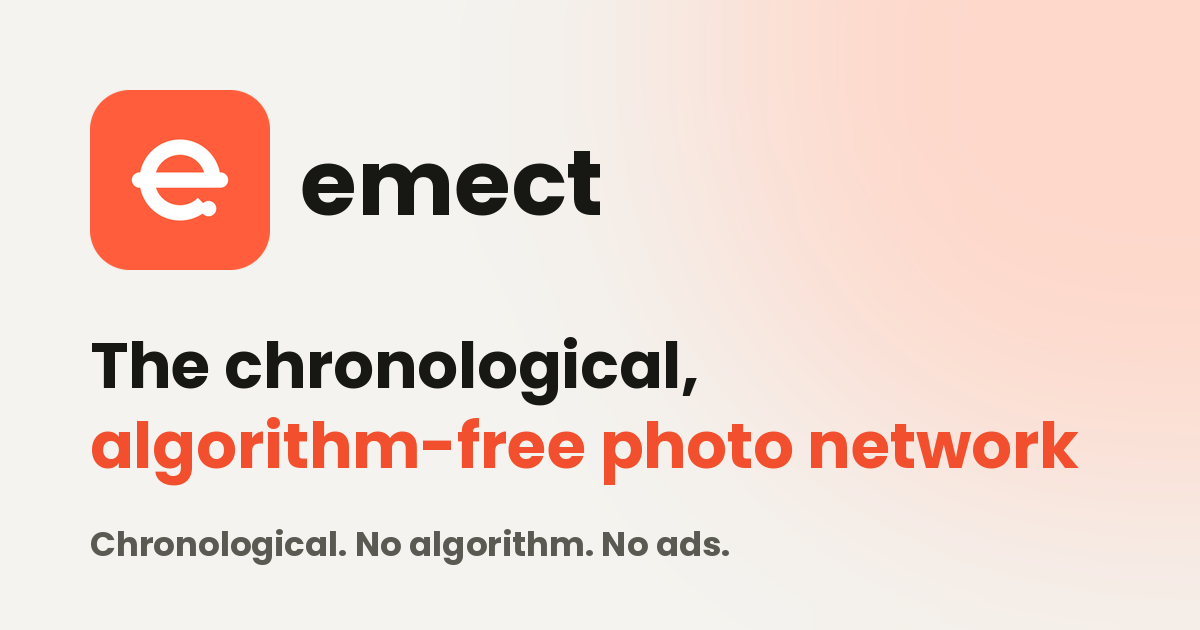 e
emect
The chronological,
algorithm-free photo network
Chronological. No algorithm. No ads.